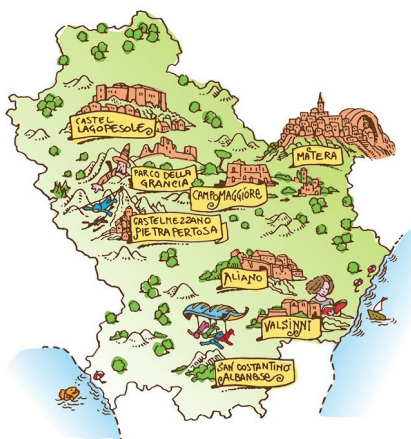 CASTEL
LAGOPESOLE
MATERA
PARCO DELLA
GRANCIA
CAMPOMAGGIORE
CASTELMEZZANO
PIETRAPERTOSA
ALIANO
VALSINNI
SAN COSTANTINO
ALBANESE